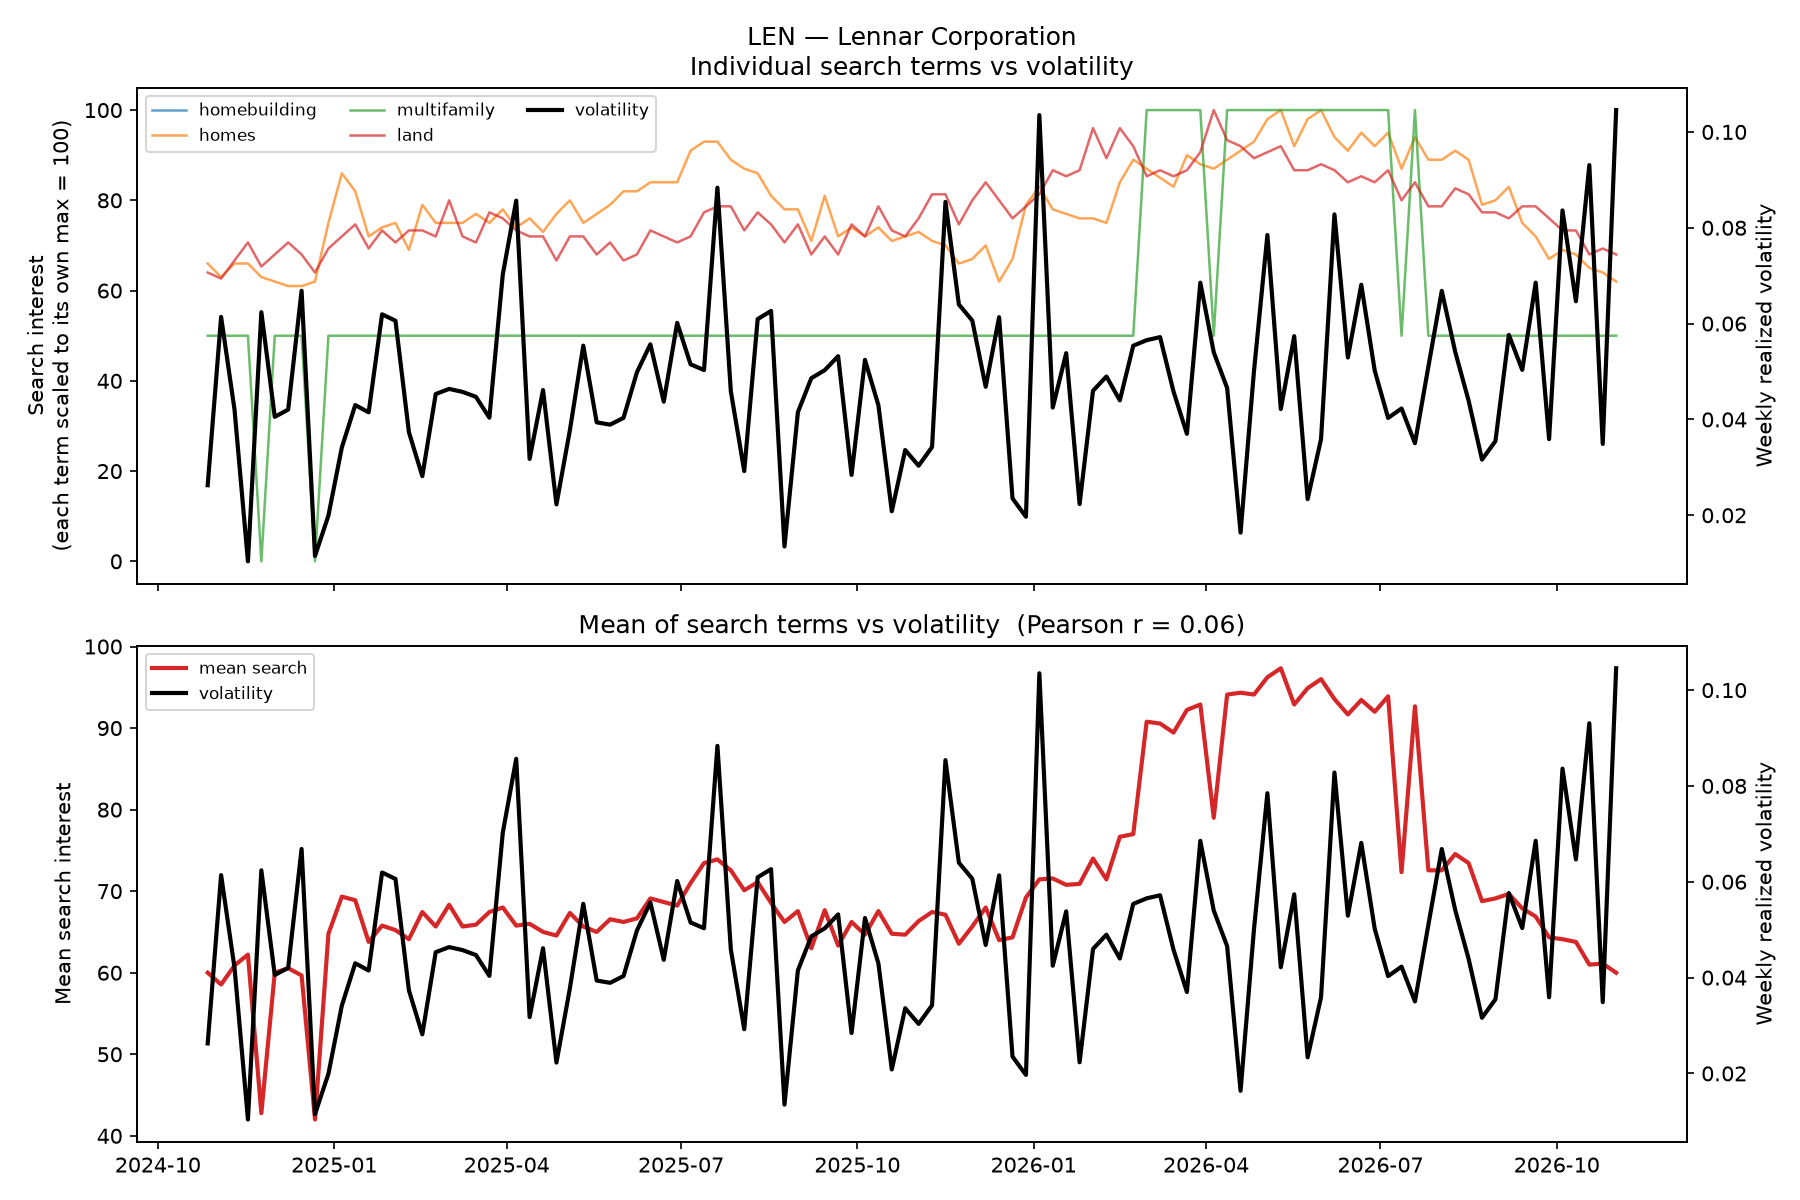 LEN — Lennar Corporation
Individual search terms vs volatility
homebuilding
homes
multifamily
land
volatility
Search interest
(each term scaled to its own max = 100)
100
80
60
40
20
0
0.10
0.08
0.06
0.04
0.02
Weekly realized volatility
Mean of search terms vs volatility (Pearson r = 0.06)
mean search
volatility
Mean search interest
100
90
80
70
60
50
40
0.10
0.08
0.06
0.04
0.02
Weekly realized volatility
2024-10
2025-01
2025-04
2025-07
2025-10
2026-01
2026-04
2026-07
2026-10